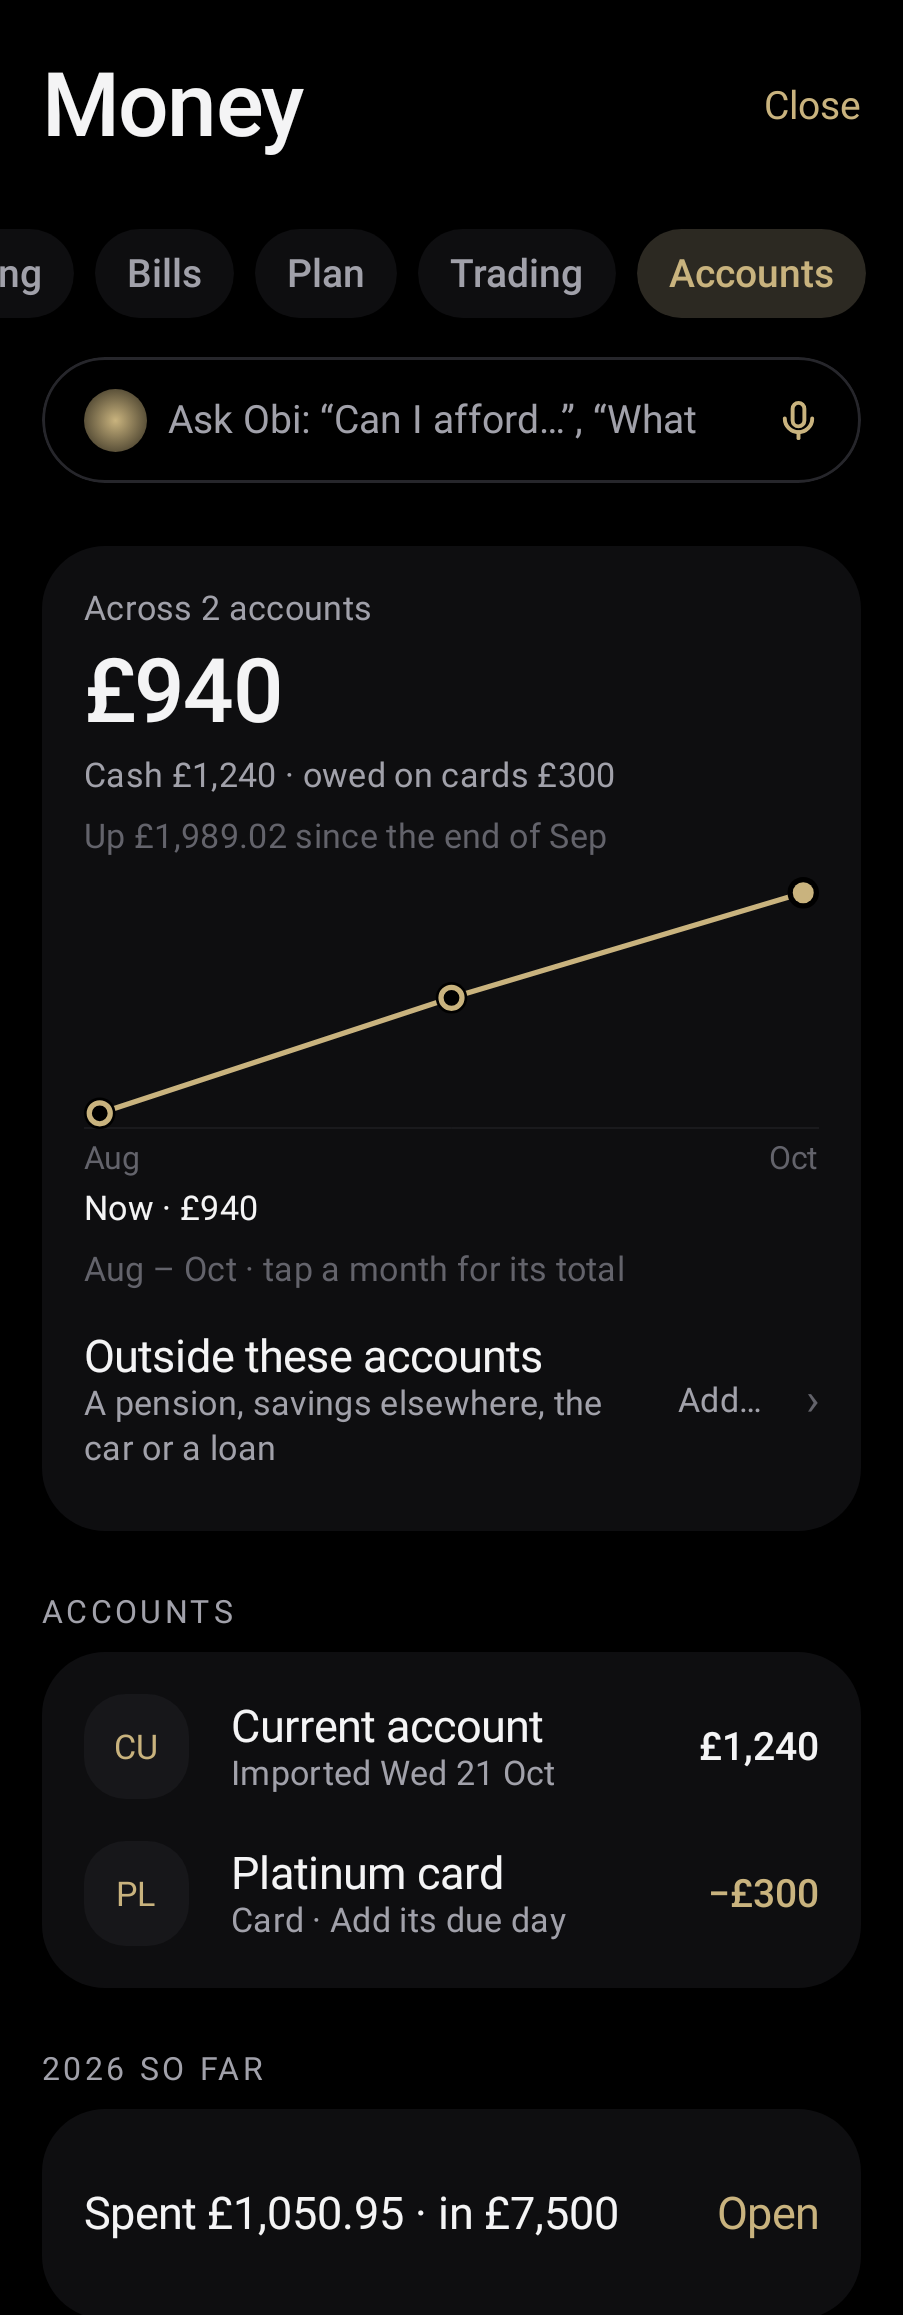 Money
Close
ng
Bills
Plan
Trading
Accounts
Ask Obi: “Can I afford…”, “What
Across 2 accounts
£940
Cash £1,240 · owed on cards £300
Up £1,989.02 since the end of Sep
Aug
Oct
Now · £940
Aug – Oct · tap a month for its total
Outside these accounts
A pension, savings elsewhere, the
car or a loan
Add… ›
ACCOUNTS
CU
Current account
Imported Wed 21 Oct
£1,240
PL
Platinum card
Card · Add its due day
−£300
2026 SO FAR
Spent £1,050.95 · in £7,500
Open